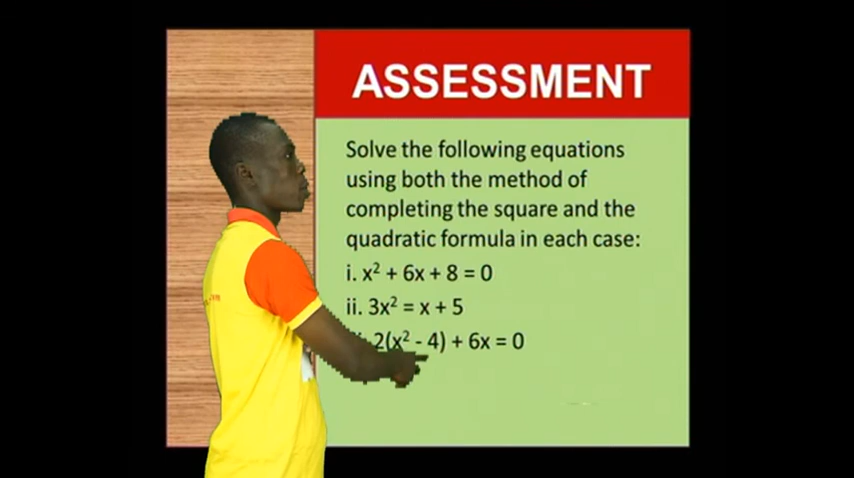 ASSESSMENT
Solve the following equations
using both the method of
completing the square and the
quadratic formula in each case:
i. x² + 6x + 8 = 0
ii. 3x² = x + 5
2(x² - 4) + 6x = 0